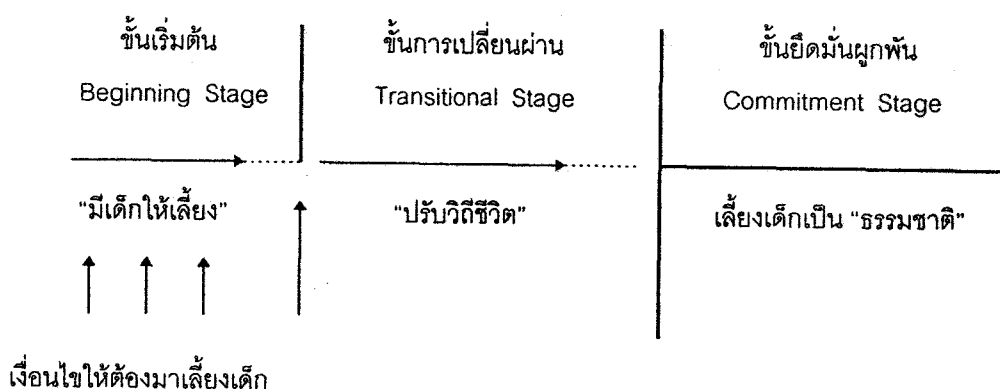 ขั้นเริ่มต้น
Beginning Stage
ขั้นการเปลี่ยนผ่าน
Transitional Stage
ขั้นยึดมั่นผูกพัน
Commitment Stage
“มีเด็กให้เลี้ยง”
“ปรับวิถีชีวิต”
เลี้ยงเด็กเป็น “ธรรมชาติ”
เงื่อนไขให้ต้องมาเลี้ยงเด็ก